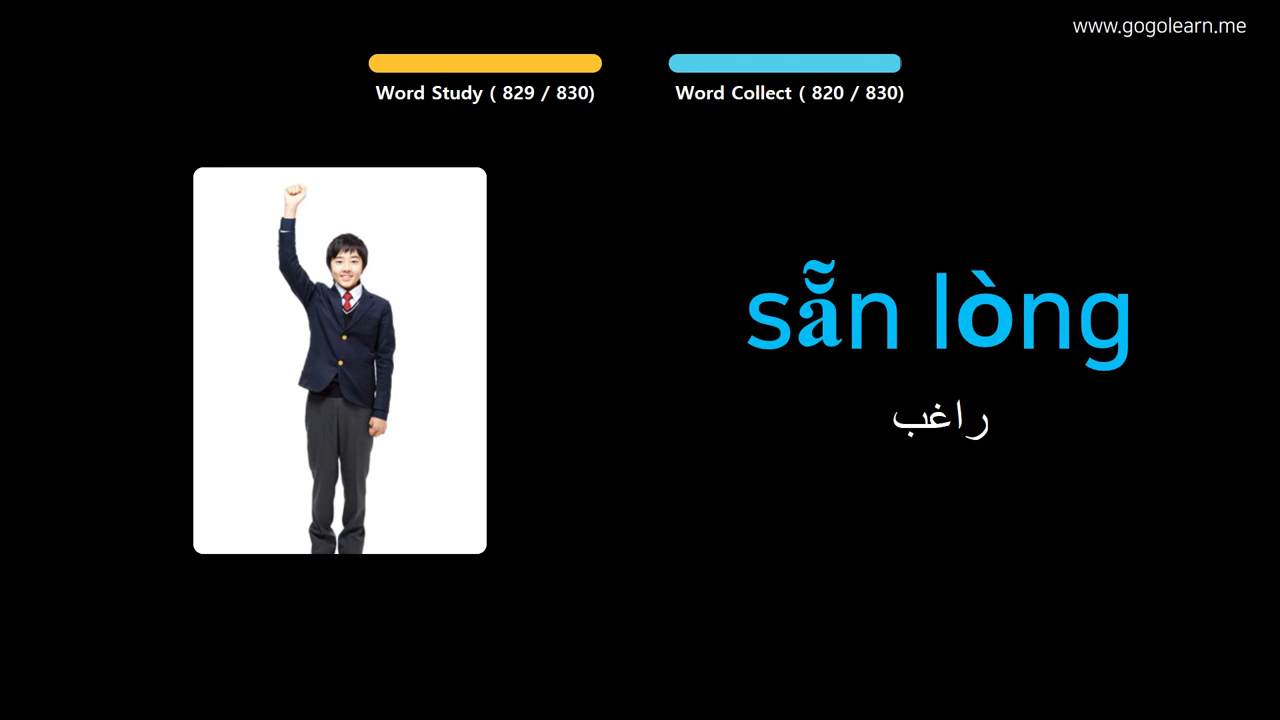 www.gogolearn.me
Word Study ( 829 / 830)
Word Collect ( 820 / 830)
sẵn lòng
راغب